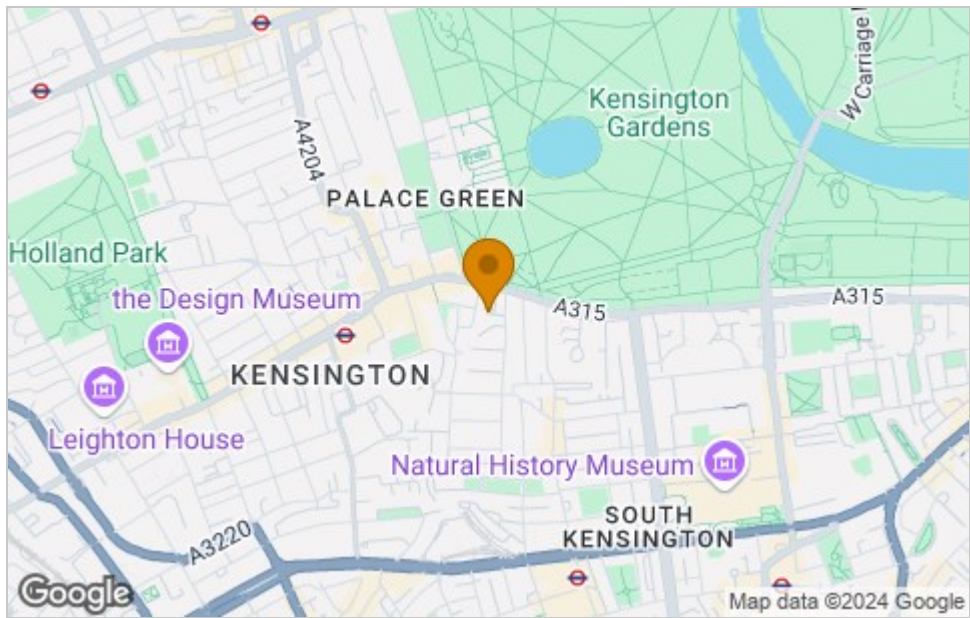 W Carriage
Kensington
Gardens
A4204
PALACE GREEN
Holland Park
the Design Museum
A315
A315
KENSINGTON
Leighton House
Natural History Museum
SOUTH
KENSINGTON
A3220
Google
Map data ©2024 Google